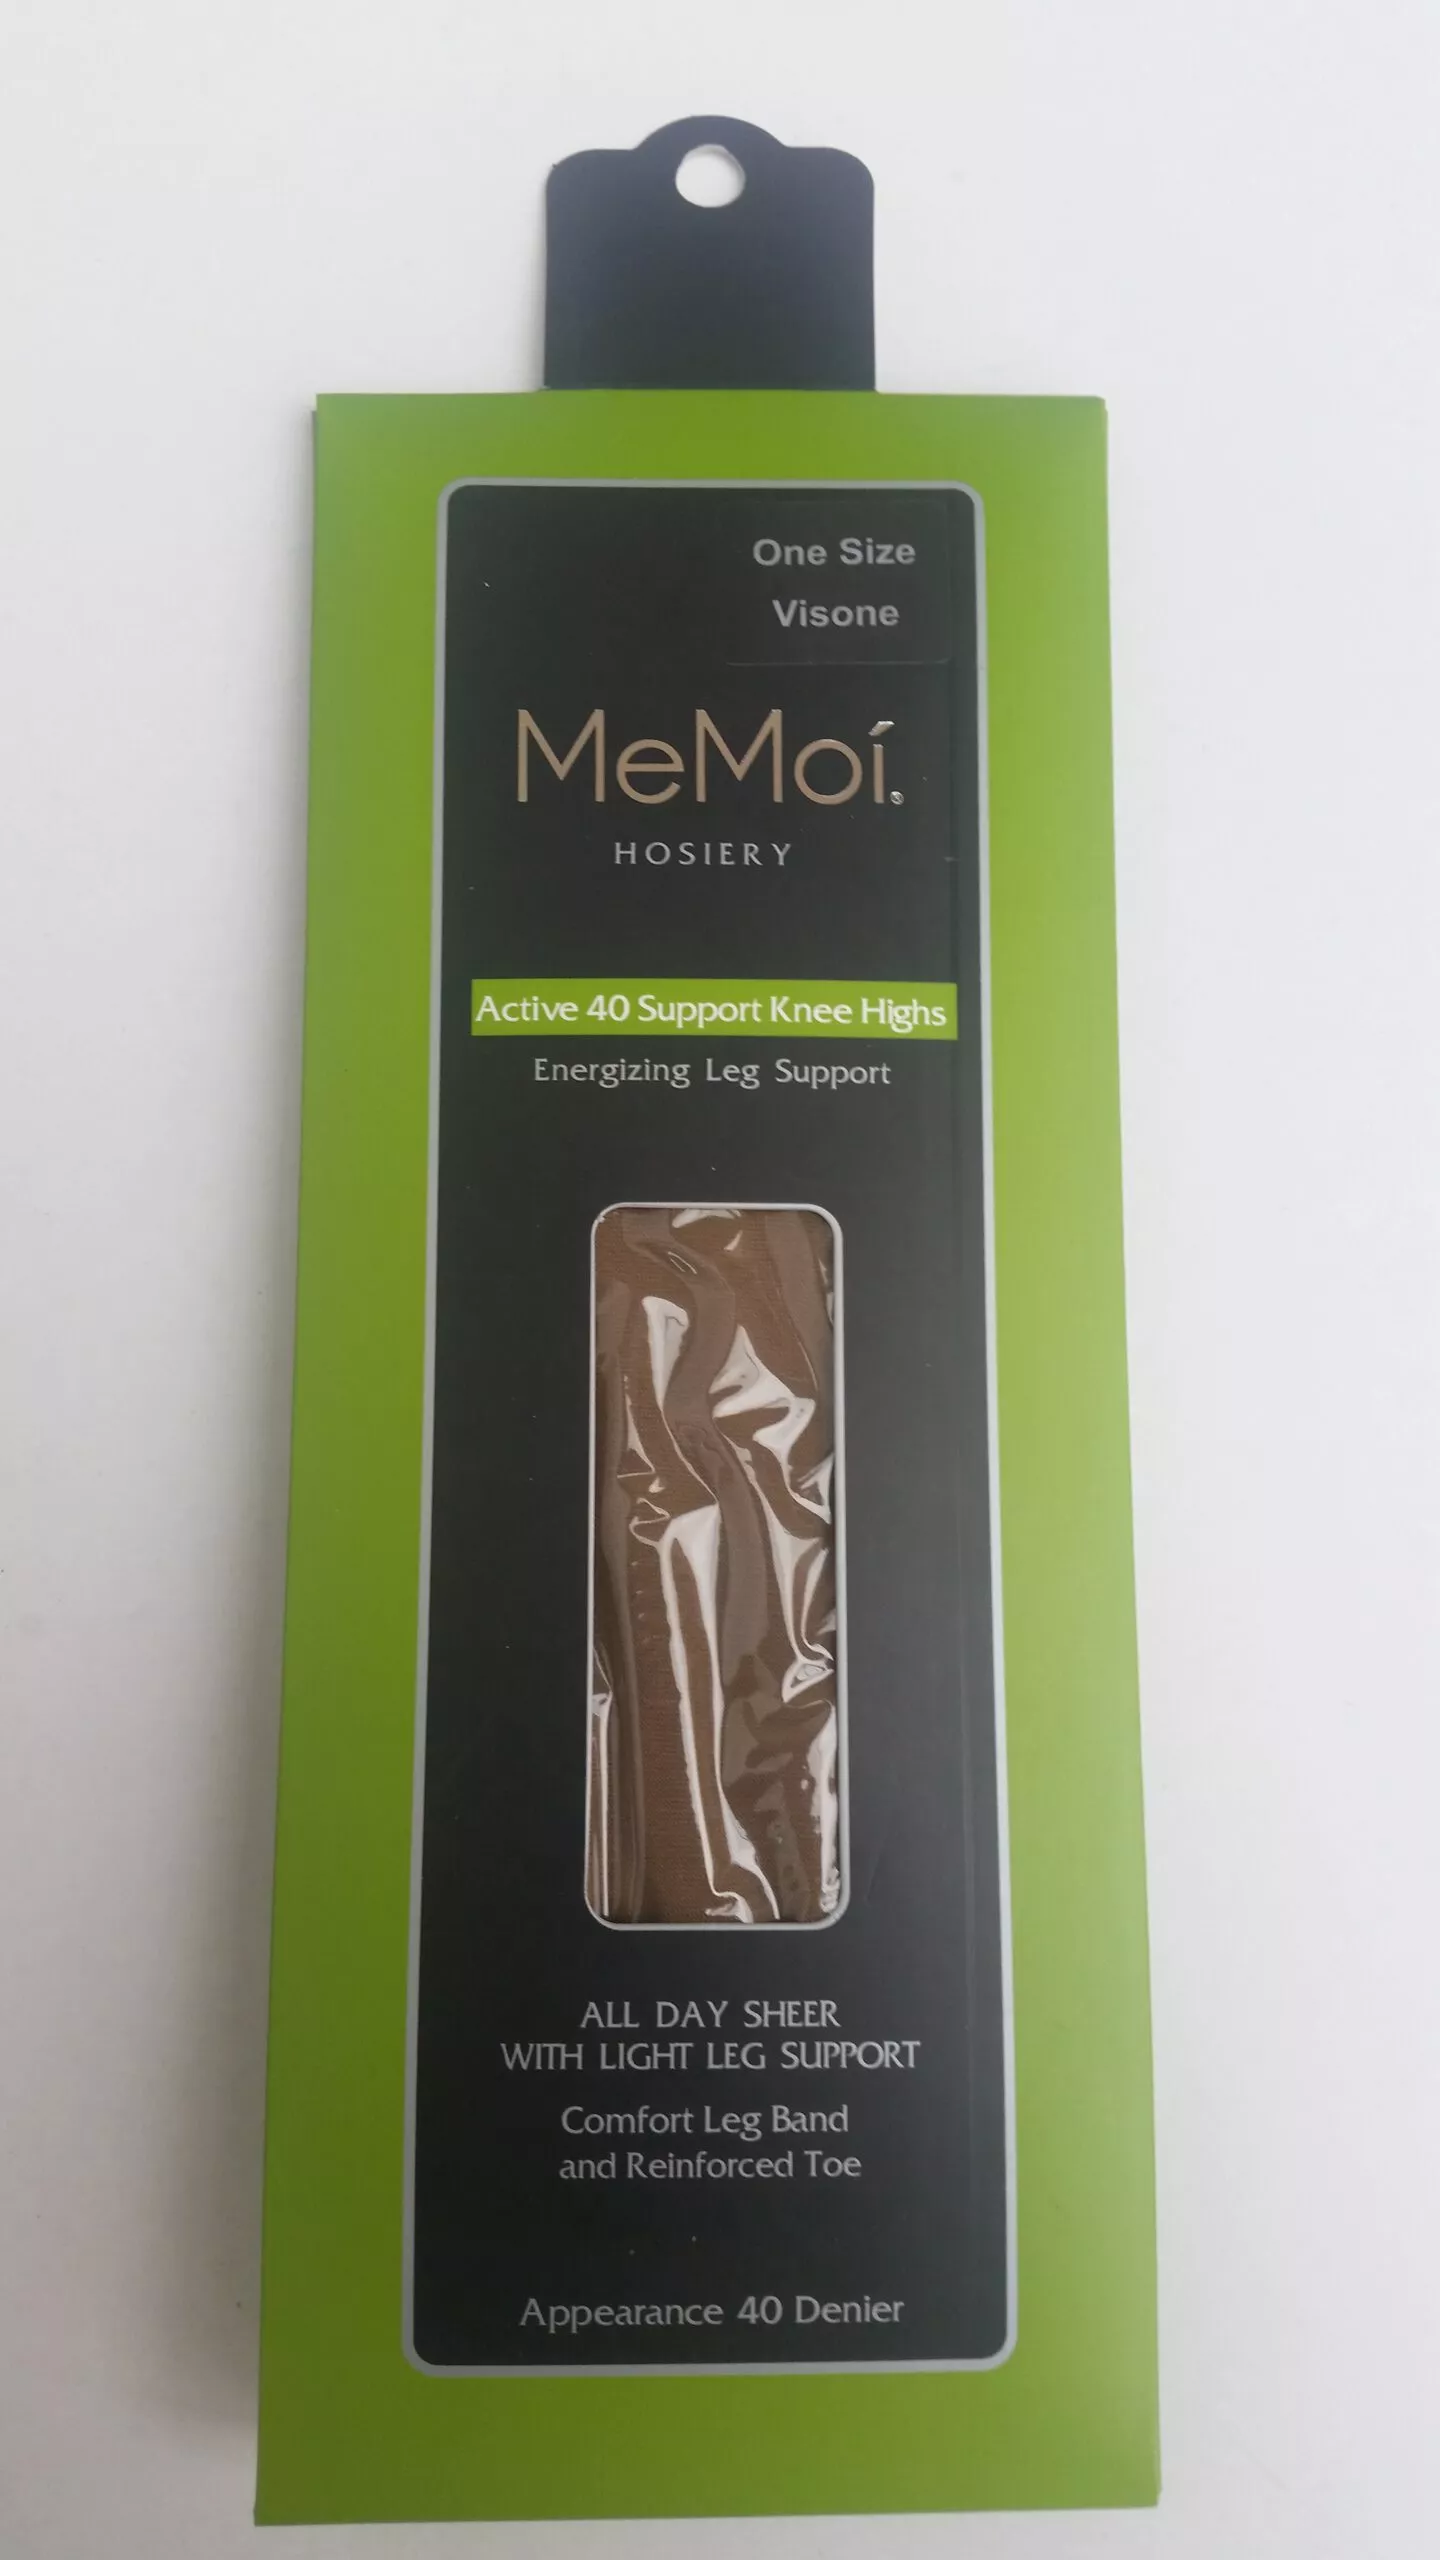 One Size
Visone
MeMoí®
HOSIERY
Active 40 Support Knee Highs
Energizing Leg Support
ALL DAY SHEER
WITH LIGHT LEG SUPPORT
Comfort Leg Band
and Reinforced Toe
Appearance 40 Denier